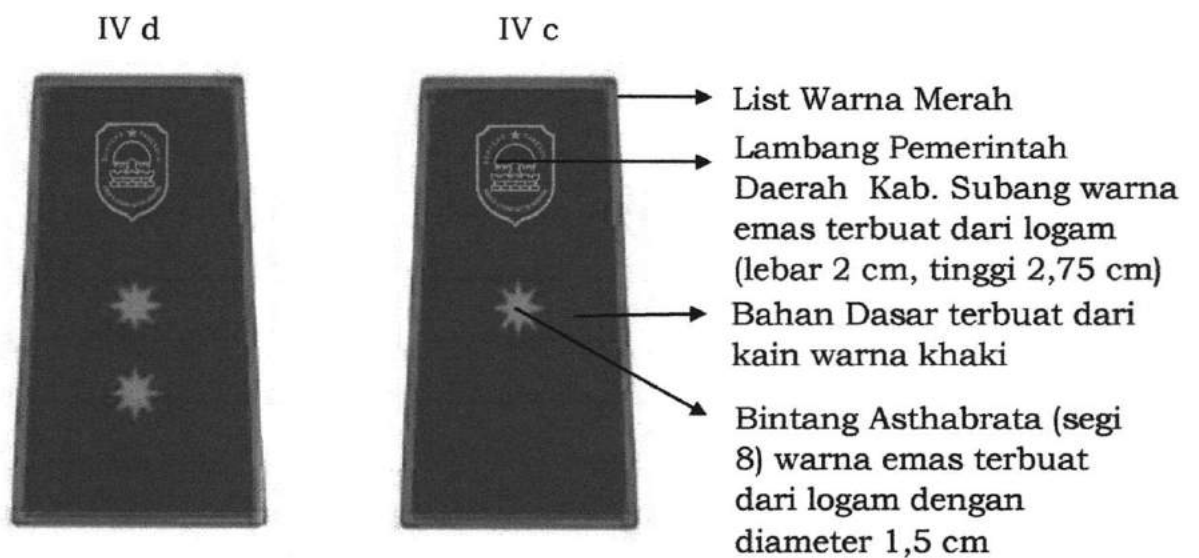 IV d
IV c
List Warna Merah
Lambang Pemerintah
Daerah Kab. Subang warna
emas terbuat dari logam
(lebar 2 cm, tinggi 2,75 cm)
Bahan Dasar terbuat dari
kain warna khaki
Bintang Asthabrata (segi
8) warna emas terbuat
dari logam dengan
diameter 1,5 cm